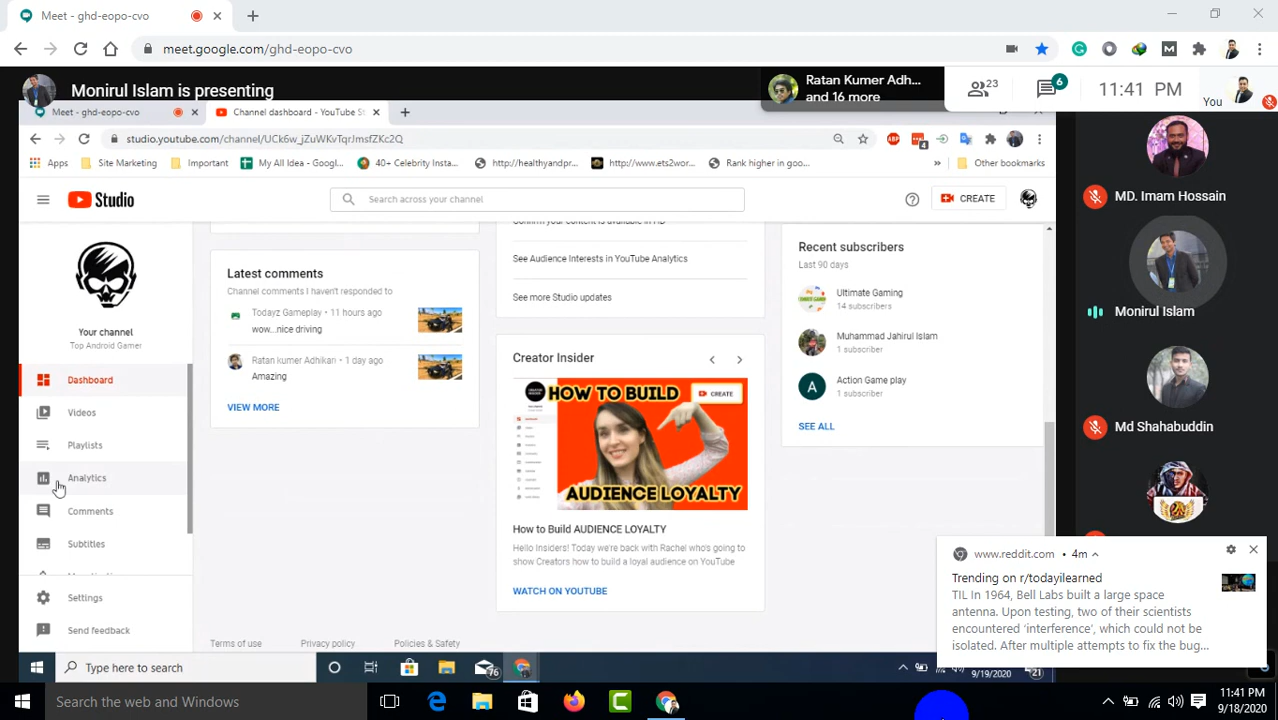 Meet - ghd-eopo-cvo
meet.google.com/ghd-eopo-cvo
Monirul Islam is presenting
Ratan Kumar Adh...
and 16 more
23
6
11:41 PM
You
Meet - ghd-eopo-cvo
Channel dashboard - YouTube St
studio.youtube.com/channel/UCk6w_jZuWKvTqrJmsfZKc2Q
Apps
Site Marketing
Important
My All Idea - Googl...
40+ Celebrity Insta...
http://healthyandpr...
http://www.ets2wor...
Rank higher in goo...
»
Other bookmarks
Studio
Search across your channel
CREATE
Your channel
Top Android Gamer
Dashboard
Videos
Playlists
Analytics
Comments
Subtitles
Settings
Send feedback
Latest comments
Channel comments I haven't responded to
Todayz Gameplay • 11 hours ago
wow...nice driving
Ratan kumar Adhikari • 1 day ago
Amazing
VIEW MORE
See Audience Interests in YouTube Analytics
See more Studio updates
Creator Insider
HOW TO BUILD
CREATE
AUDIENCE LOYALTY
How to Build AUDIENCE LOYALTY
Hello Insiders! Today we're back with Rachel who's going to
show Creators how to build a loyal audience on YouTube
WATCH ON YOUTUBE
Recent subscribers
Last 90 days
Ultimate Gaming
14 subscribers
Muhammad Jahirul Islam
1 subscriber
A
Action Game play
1 subscriber
SEE ALL
Terms of use
Privacy policy
Policies & Safety
MD. Imam Hossain
Monirul Islam
Md Shahabuddin
www.reddit.com • 4m
Trending on r/todayilearned
TIL In 1964, Bell Labs built a large space
antenna. Upon testing, two of their scientists
encountered 'interference', which could not be
isolated. After multiple attempts to fix the bug...
Type here to search
76
9/19/2020
21
Search the web and Windows
11:41 PM
9/18/2020